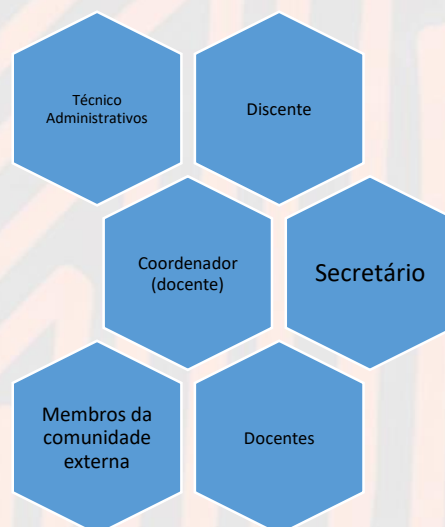 Técnico
Administrativos
Discente
Coordenador
(docente)
Secretário
Membros da
comunidade
externa
Docentes